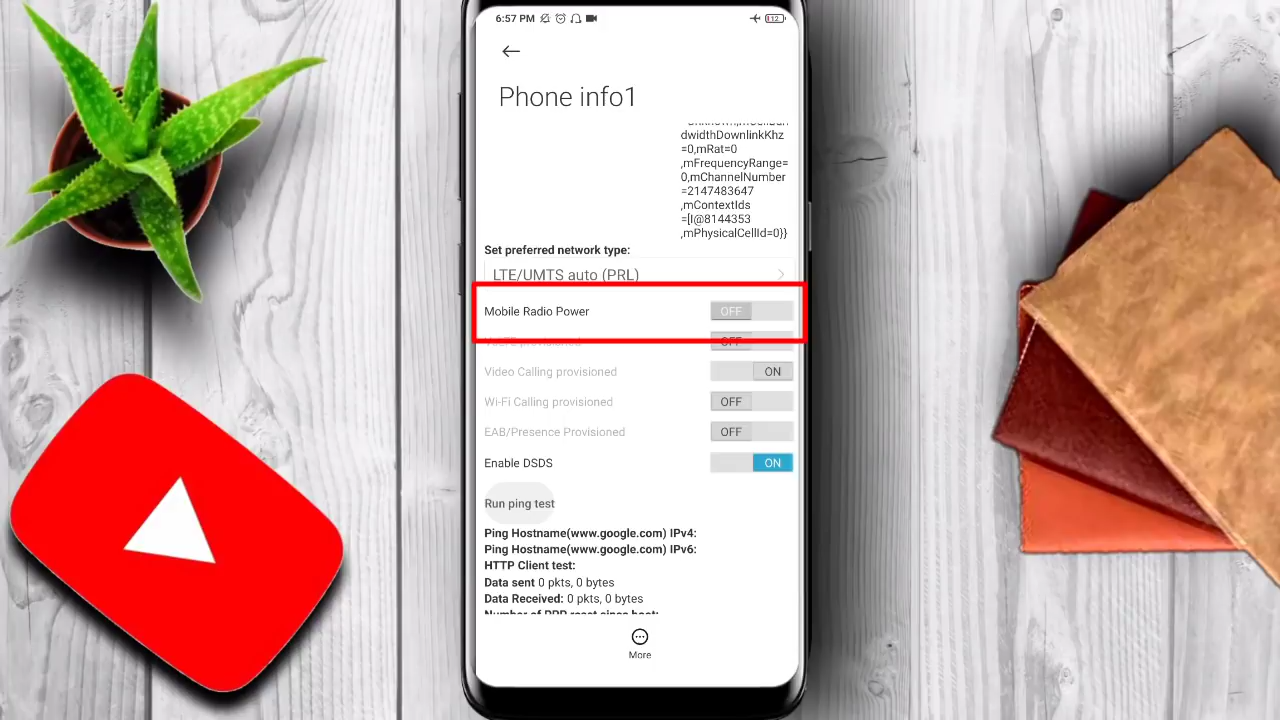 6:57 PM
12
Phone info1
dwidthDownlinkKhz
=0,mRat=0
,mFrequencyRange=
0,mChannelNumber
=2147483647
,mContextIds
=[I@8144353
,mPhysicalCellId=0}}
Set preferred network type:
LTE/UMTS auto (PRL)
Mobile Radio Power OFF
VoLTE provisioned OFF
Video Calling provisioned ON
Wi-Fi Calling provisioned OFF
EAB/Presence Provisioned OFF
Enable DSDS ON
Run ping test
Ping Hostname(www.google.com) IPv4:
Ping Hostname(www.google.com) IPv6:
HTTP Client test:
Data sent 0 pkts, 0 bytes
Data Received: 0 pkts, 0 bytes
More